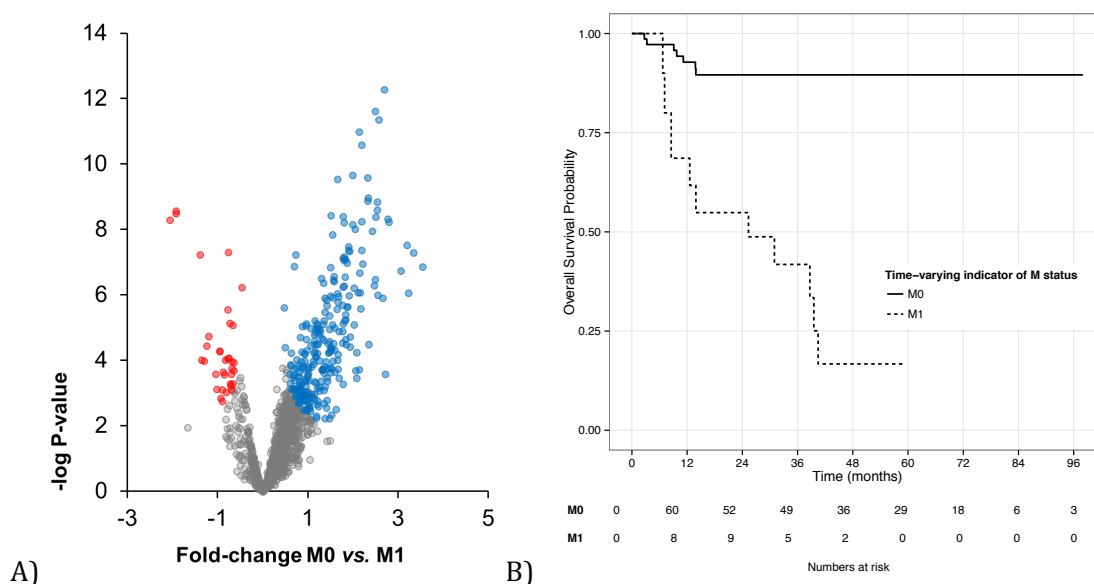 14
12
10
8
6
4
2
0
-3 -1 1 3 5
-log P-value
Fold-change M0 vs. M1
A)
1.00
0.75
0.50
0.25
0.00
Overall Survival Probability
Time-varying indicator of M status
M0
M1
0 12 24 36 48 60 72 84 96
Time (months)
M0 0 60 52 49 36 29 18 6 3
M1 0 8 9 5 2 0 0 0 0
Numbers at risk
B)